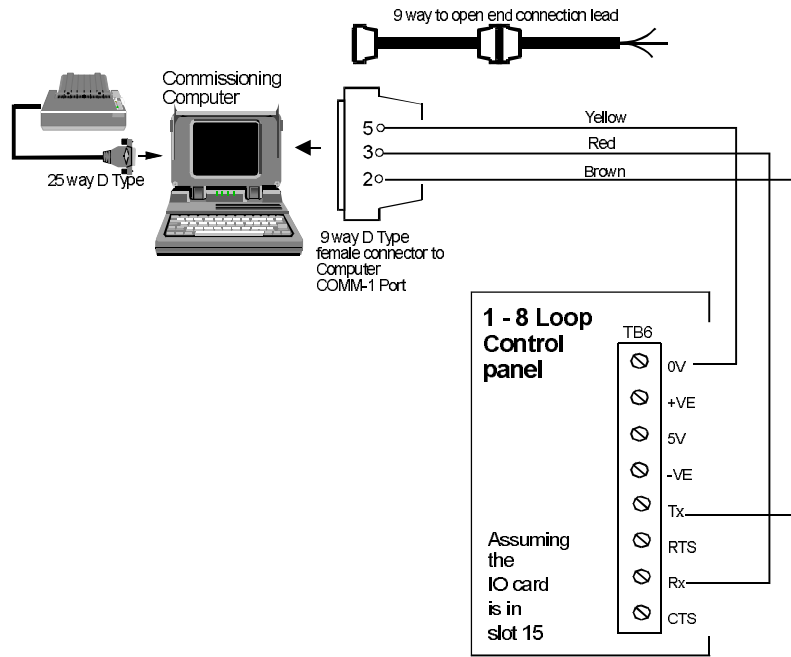 9 way to open end connection lead
Commissioning
Computer
25 way D Type
5
3
2
Yellow
Red
Brown
9 way D Type
female connector to
Computer
COMM-1 Port
1 - 8 Loop
Control
panel
TB6
0V
+VE
5V
-VE
Tx
RTS
Rx
CTS
Assuming
the
IO card
is in
slot 15